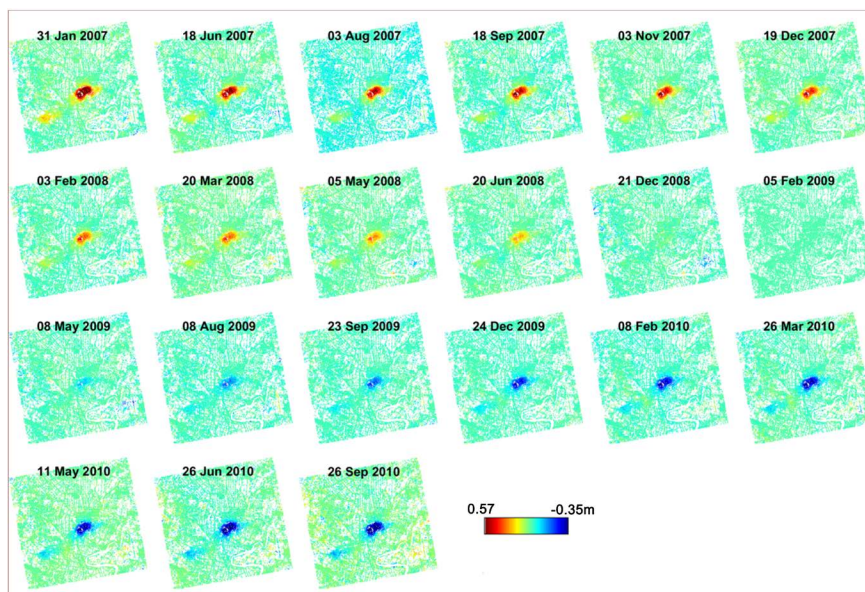 31 Jan 2007 18 Jun 2007 03 Aug 2007 18 Sep 2007 03 Nov 2007 19 Dec 2007
03 Feb 2008 20 Mar 2008 05 May 2008 20 Jun 2008 21 Dec 2008 05 Feb 2009
08 May 2009 08 Aug 2009 23 Sep 2009 24 Dec 2009 08 Feb 2010 26 Mar 2010
11 May 2010 26 Jun 2010 26 Sep 2010
0.57 -0.35m